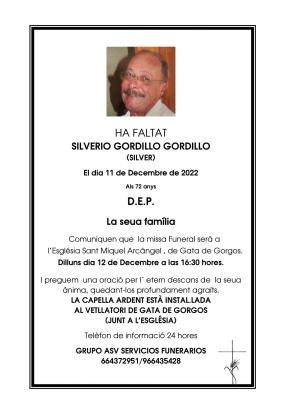 HA FALTAT
SILVERIO GORDILLO GORDILLO
(SILVER)
El dia 11 de Decembre de 2022
Als 72 anys
D.E.P.
La seua família
Comuniquen que la missa Funeral serà a
l'Església Sant Miquel Arcàngel , de Gata de Gorgos.
Dilluns dia 12 de Decembre a las 16:30 hores.
I preguem una oració per l' etern descans de la seua
ànima, quedant-los profundament agraïts.
LA CAPELLA ARDENT ESTÀ INSTAL.LADA
AL VETLLATORI DE GATA DE GORGOS
(JUNT A L'ESGLÊSIA)
Telèfon de informació 24 hores
GRUPO ASV SERVICIOS FUNERARIOS
664372951/966435428